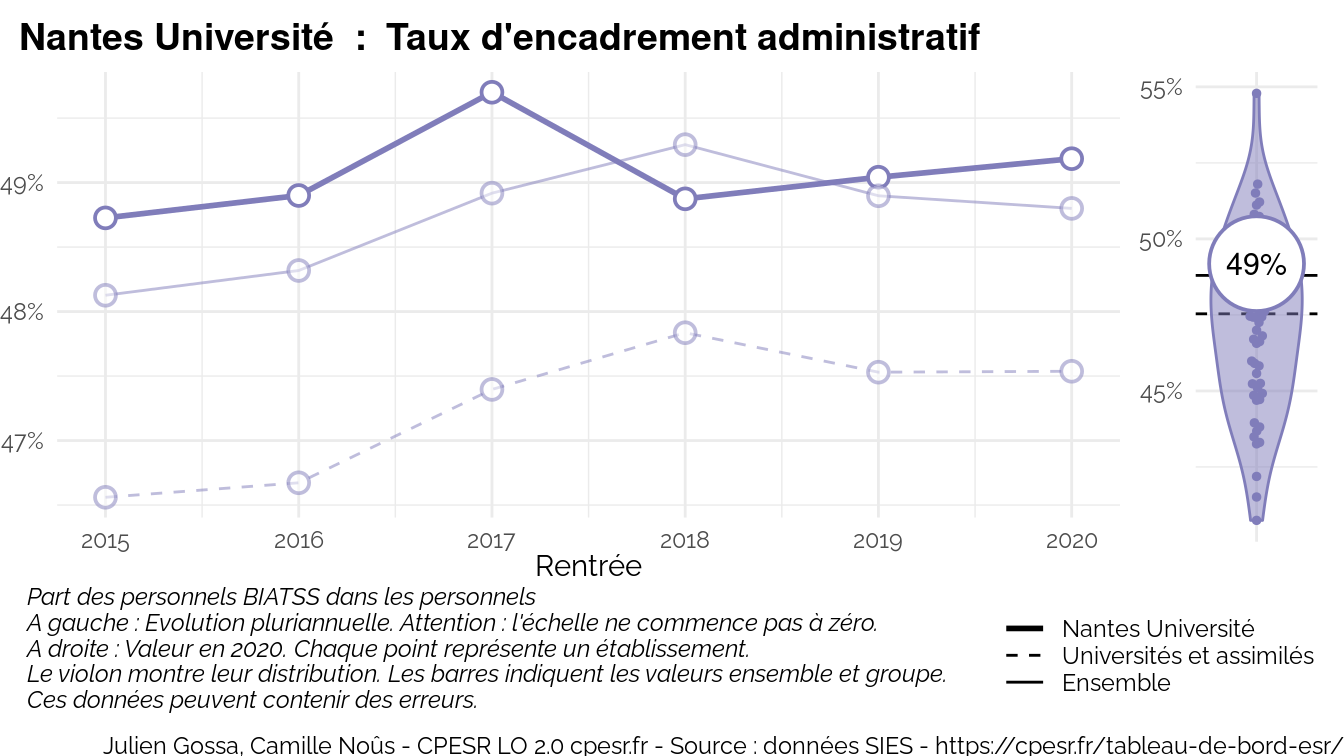 Nantes Université : Taux d'encadrement administratif
49%
48%
47%
2015 2016 2017 2018 2019 2020
Rentrée
55%
50%
45%
49%
Part des personnels BIATSS dans les personnels
A gauche : Evolution pluriannuelle. Attention : l'échelle ne commence pas à zéro.
A droite : Valeur en 2020. Chaque point représente un établissement.
Le violon montre leur distribution. Les barres indiquent les valeurs ensemble et groupe.
Ces données peuvent contenir des erreurs.
Nantes Université
Universités et assimilés
Ensemble
Julien Gossa, Camille Noûs - CPESR LO 2.0 cpesr.fr - Source : données SIES - https://cpesr.fr/tableau-de-bord-esr/